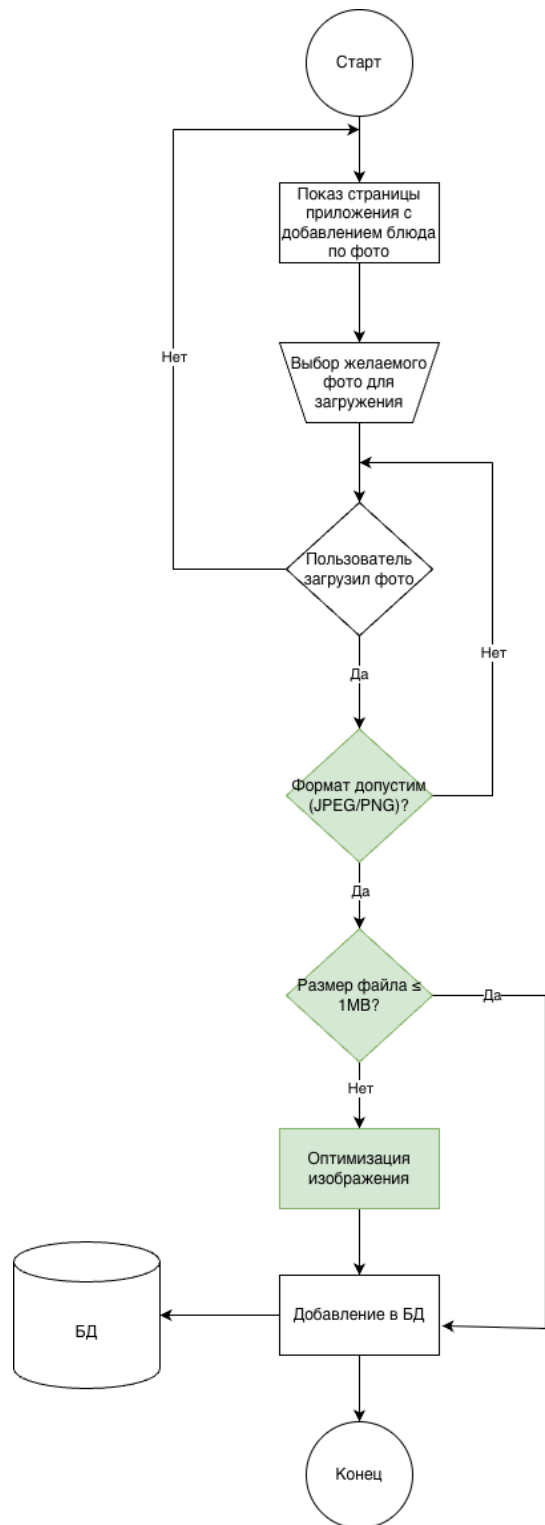 Старт
Показ страницы
приложения с
добавлением блюда
по фото
Нет
Выбор желаемого
фото для
загружения
Пользователь
загрузил фото
Нет
Да
Формат допустим
(JPEG/PNG)?
Да
Размер файла ≤
1MB?
Да
Нет
Оптимизация
изображения
Добавление в БД
БД
Конец